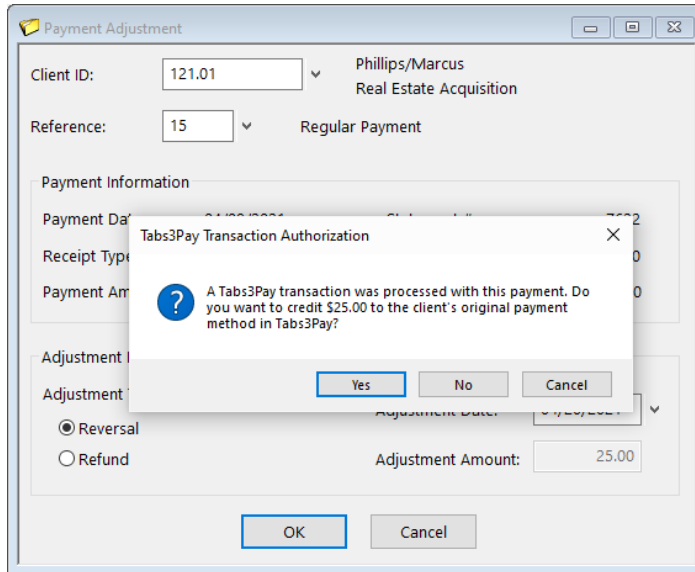 Payment Adjustment
Client ID: 121.01 Phillips/Marcus
Real Estate Acquisition
Reference: 15 Regular Payment
Payment Information
Payment
Tabs3Pay Transaction Authorization
Receipt Type
Payment
A Tabs3Pay transaction was processed with this payment. Do
you want to credit $25.00 to the client's original payment
method in Tabs3Pay?
Yes No Cancel
Adjustment
Adjustment
Adjustment Date:
Reversal
Refund Adjustment Amount: 25.00
OK Cancel